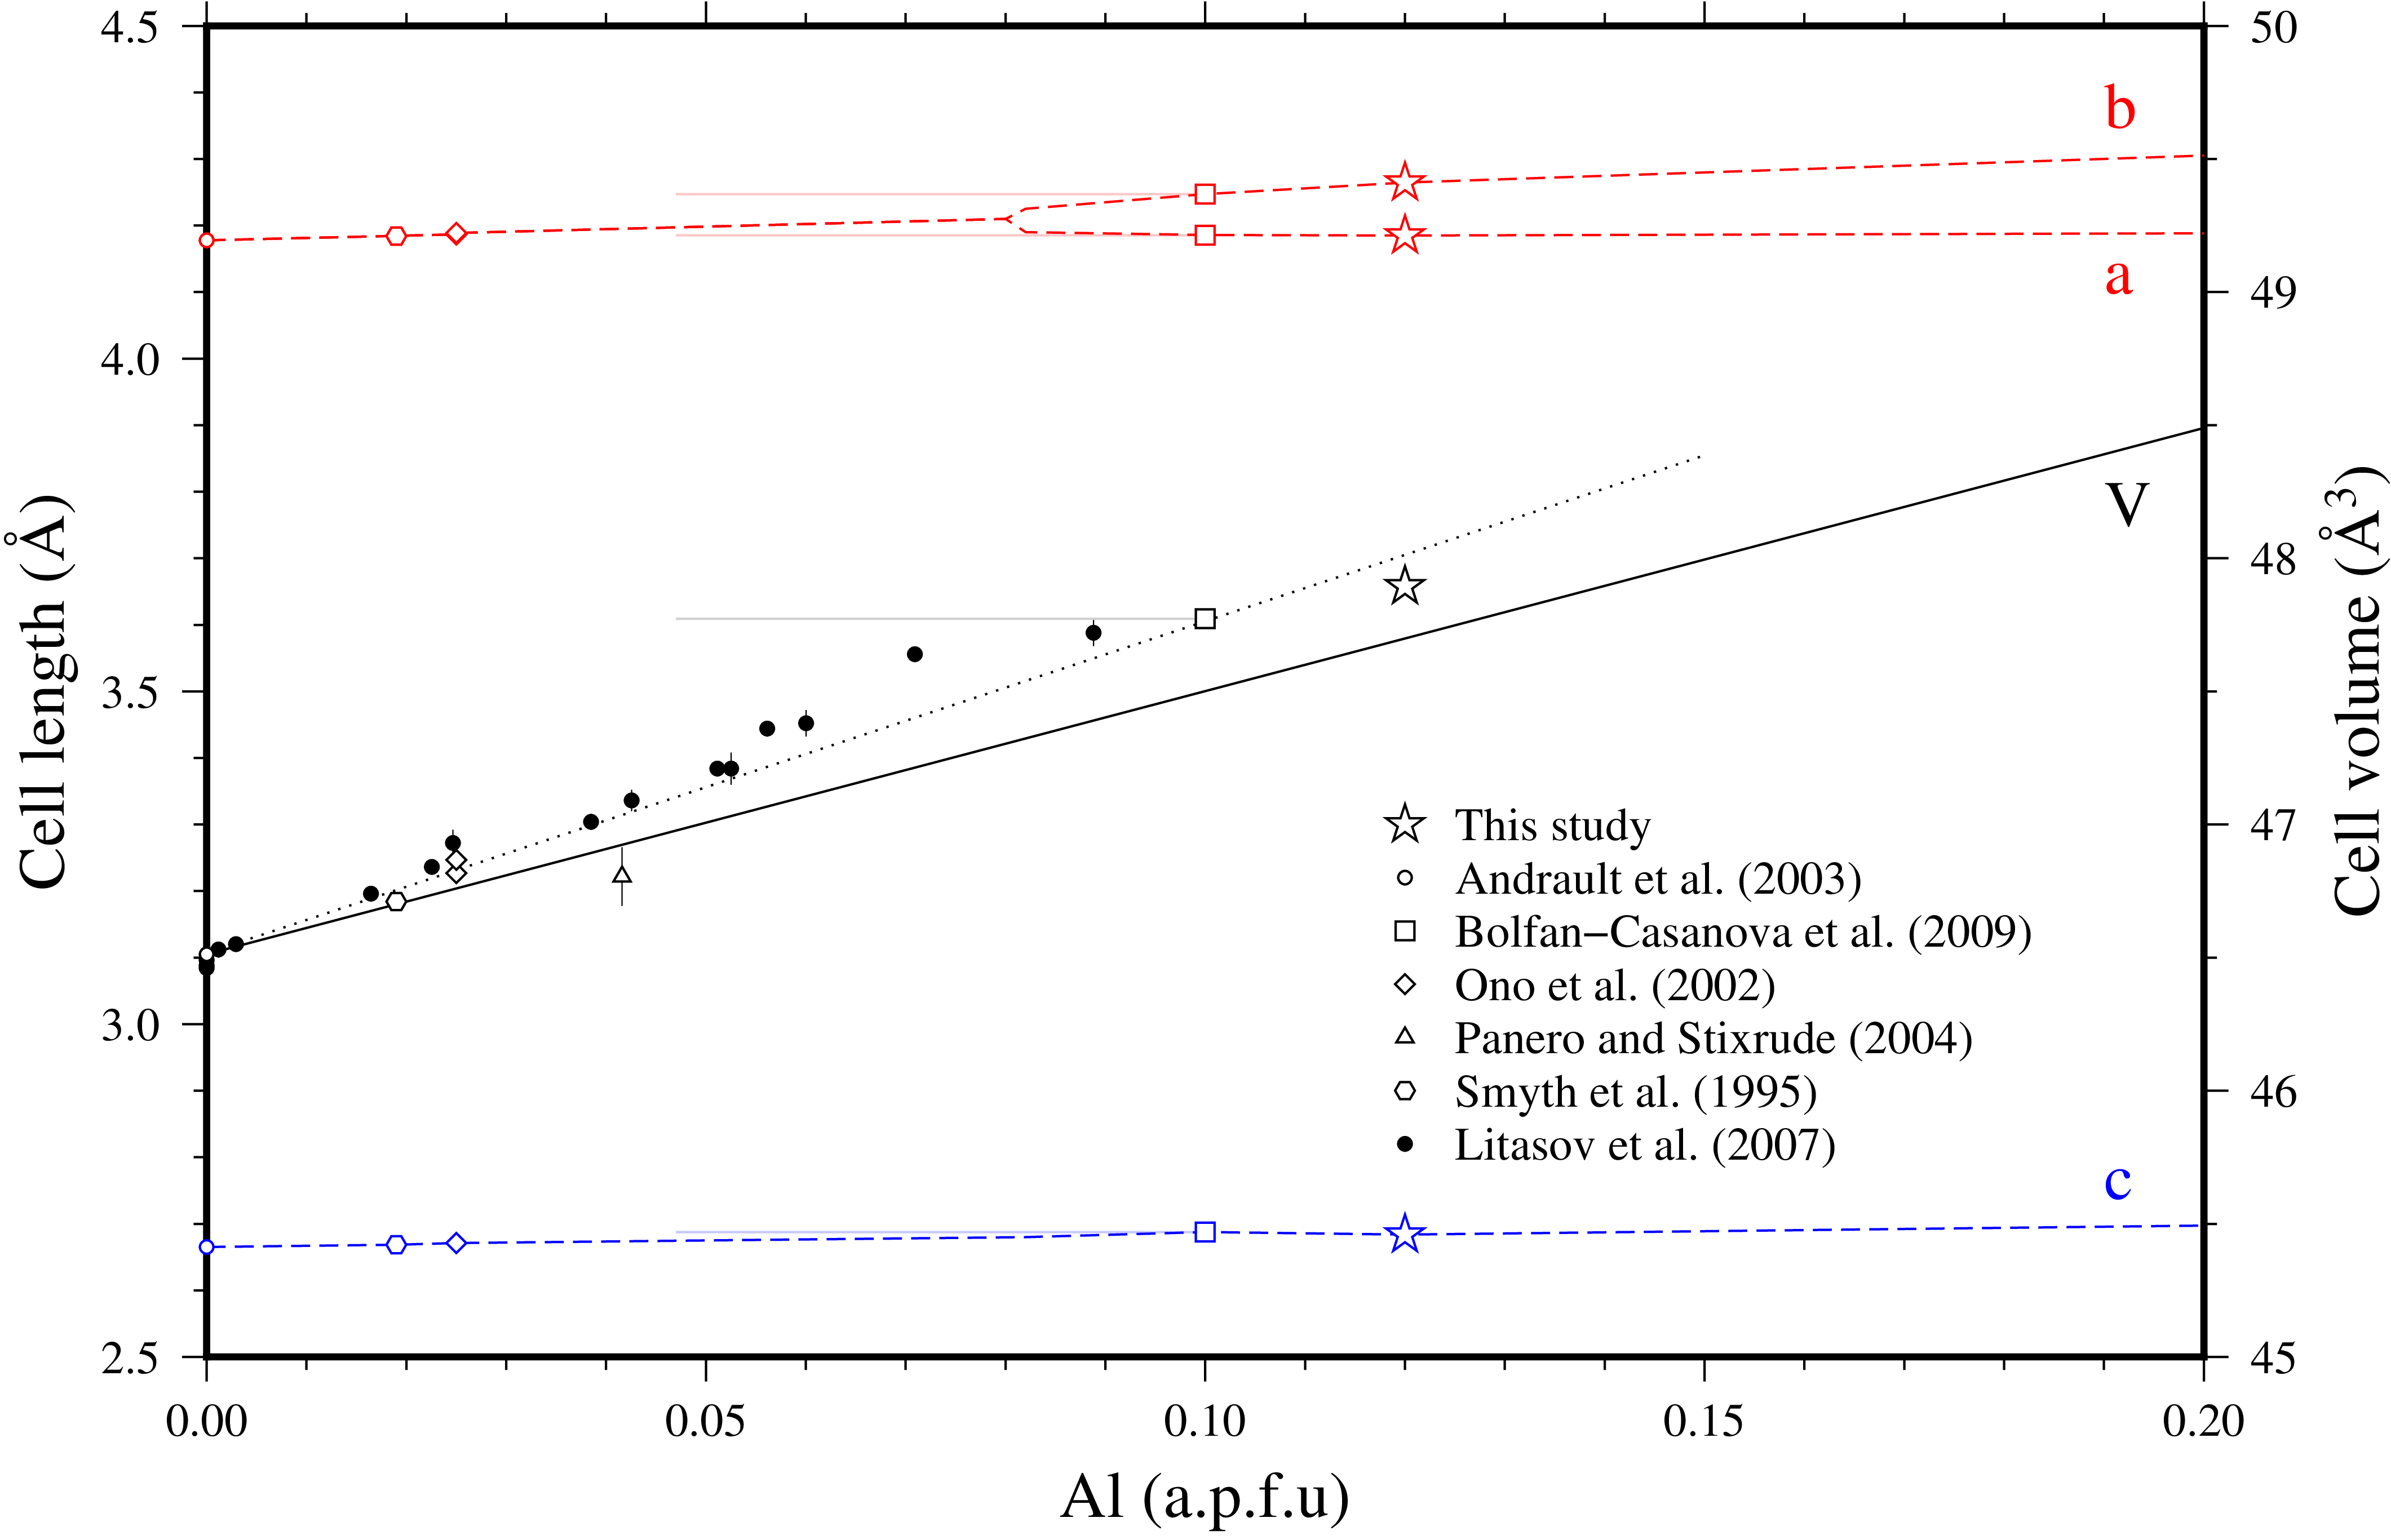 4.5
4.0
3.5
3.0
2.5
Cell length (Å)
50
49
48
47
46
45
Cell volume (Å³)
b
a
V
c
This study
Andrault et al. (2003)
Bolfan−Casanova et al. (2009)
Ono et al. (2002)
Panero and Stixrude (2004)
Smyth et al. (1995)
Litasov et al. (2007)
0.00 0.05 0.10 0.15 0.20
Al (a.p.f.u)